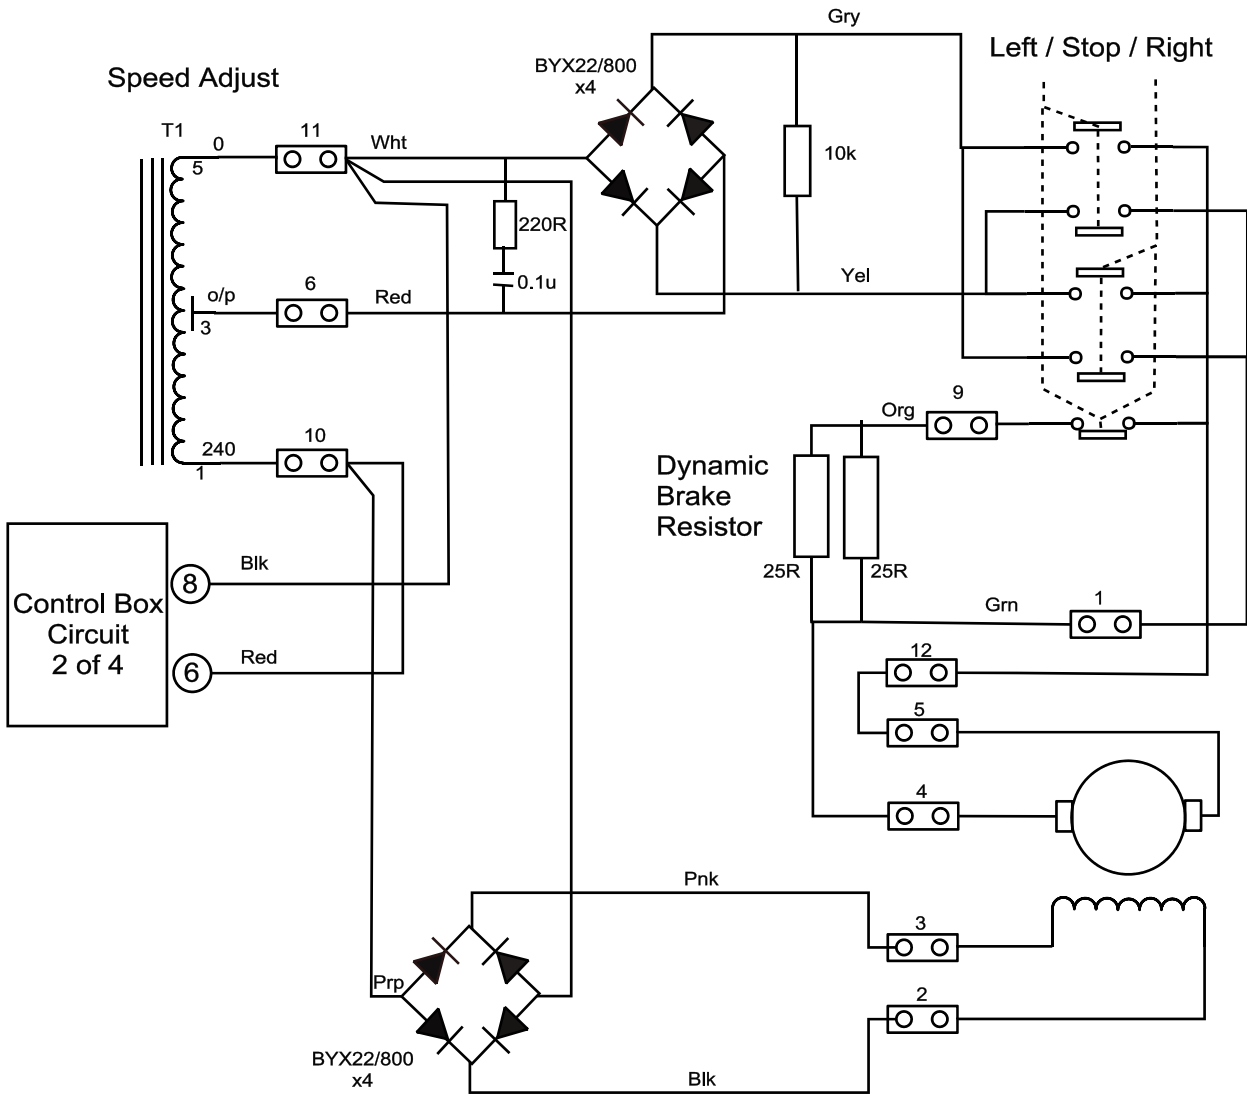 Gry
Left / Stop / Right
BYX22/800
x4
Speed Adjust
T1
0
5
11
Wht
10k
220R
0.1u
o/p
3
6
Red
Yel
240
1
10
9
Org
Dynamic
Brake
Resistor
25R
25R
Control Box
Circuit
2 of 4
8
Blk
6
Red
Grn
1
12
5
4
Pnk
3
Prp
2
BYX22/800
x4
Blk